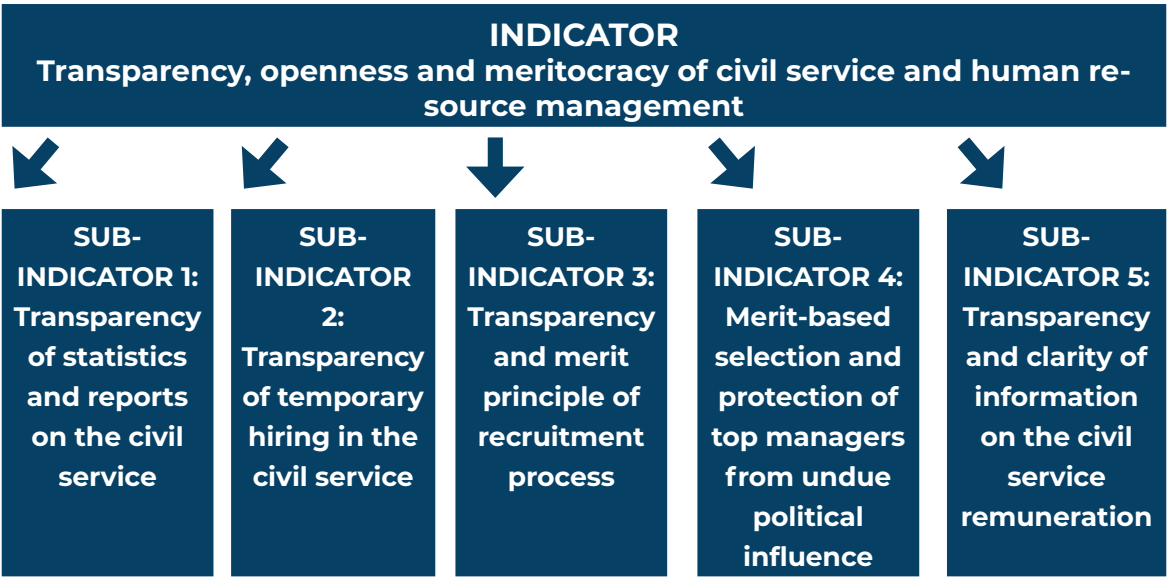 INDICATOR
Transparency, openness and meritocracy of civil service and human re-
source management
SUB-
INDICATOR 1:
Transparency
of statistics
and reports
on the civil
service
SUB-
INDICATOR
2:
Transparency
of temporary
hiring in the
civil service
SUB-
INDICATOR 3:
Transparency
and merit
principle of
recruitment
process
SUB-
INDICATOR 4:
Merit-based
selection and
protection of
top managers
from undue
political
influence
SUB-
INDICATOR 5:
Transparency
and clarity of
information
on the civil
service
remuneration